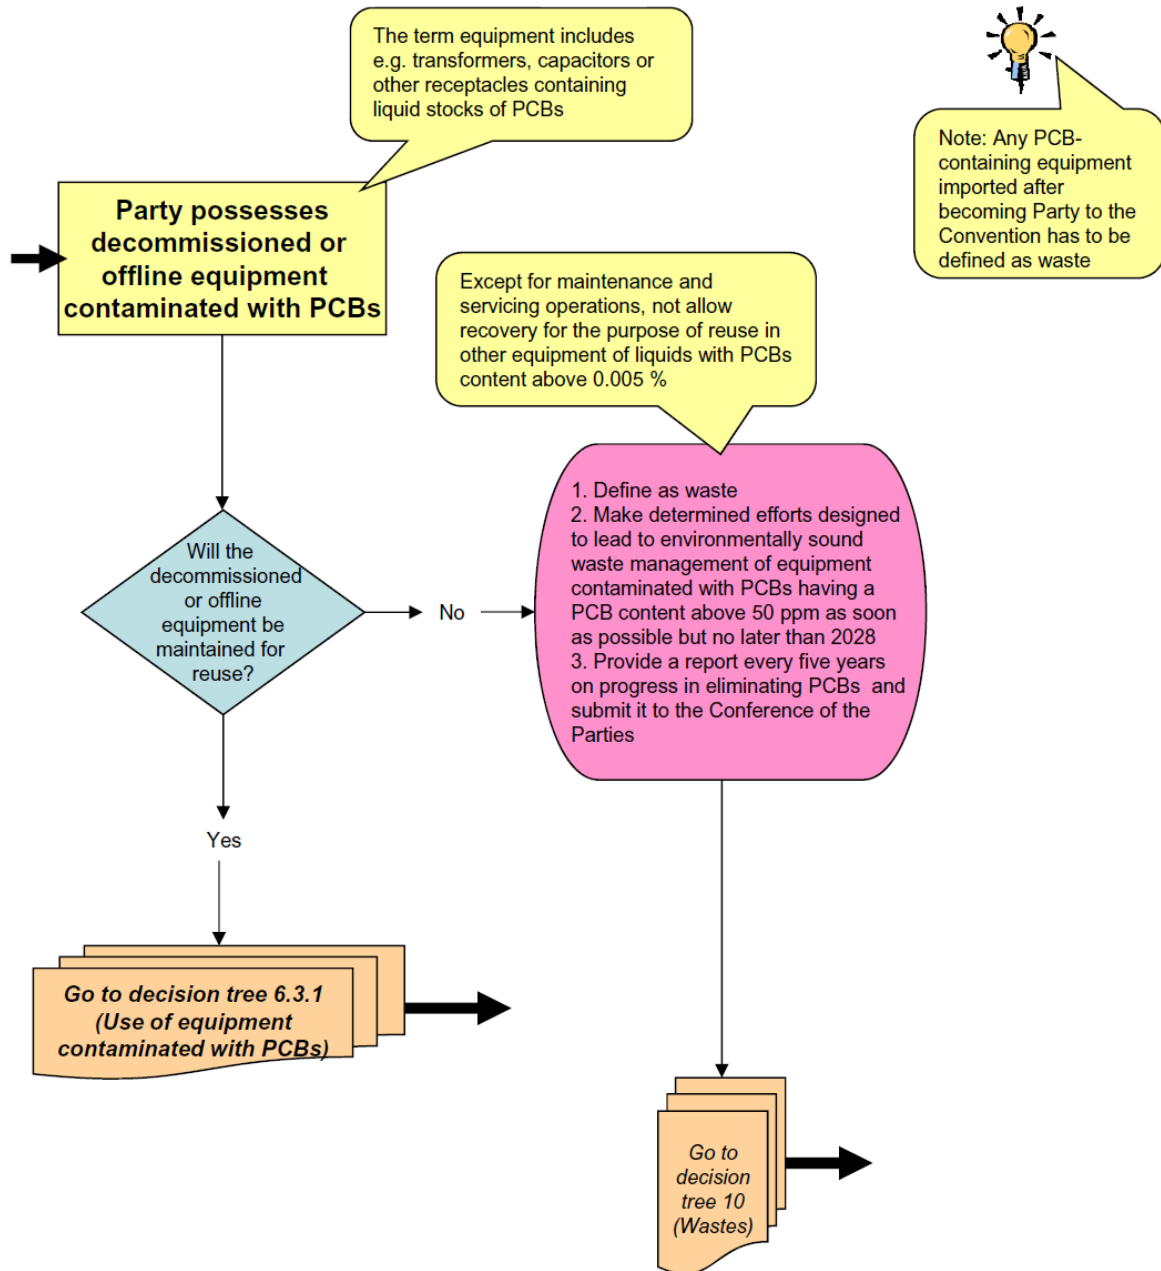 The term equipment includes
e.g. transformers, capacitors or
other receptacles containing
liquid stocks of PCBs
Note: Any PCB-
containing equipment
imported after
becoming Party to the
Convention has to be
defined as waste
Party possesses
decommissioned or
offline equipment
contaminated with PCBs
Except for maintenance and
servicing operations, not allow
recovery for the purpose of reuse in
other equipment of liquids with PCBs
content above 0.005 %
Will the
decommissioned
or offline
equipment be
maintained for
reuse?
No
1. Define as waste
2. Make determined efforts designed
to lead to environmentally sound
waste management of equipment
contaminated with PCBs having a
PCB content above 50 ppm as soon
as possible but no later than 2028
3. Provide a report every five years
on progress in eliminating PCBs and
submit it to the Conference of the
Parties
Yes
Go to decision tree 6.3.1
(Use of equipment
contaminated with PCBs)
Go to
decision
tree 10
(Wastes)